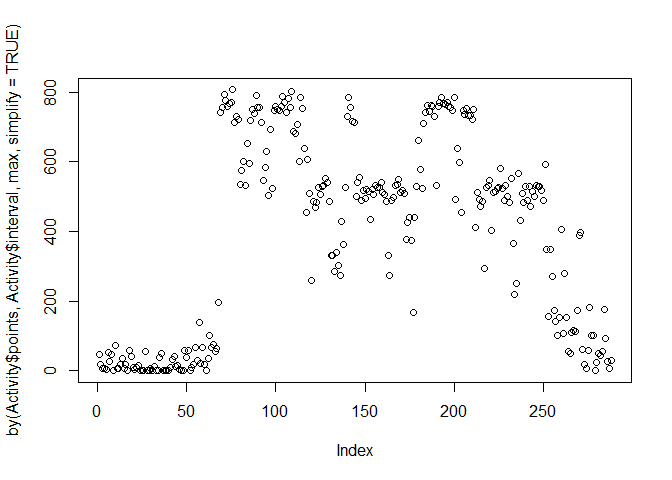 by(Activity$points, Activity$interval, max, simplify = TRUE)
800
600
400
200
0
0 50 100 150 200 250
Index